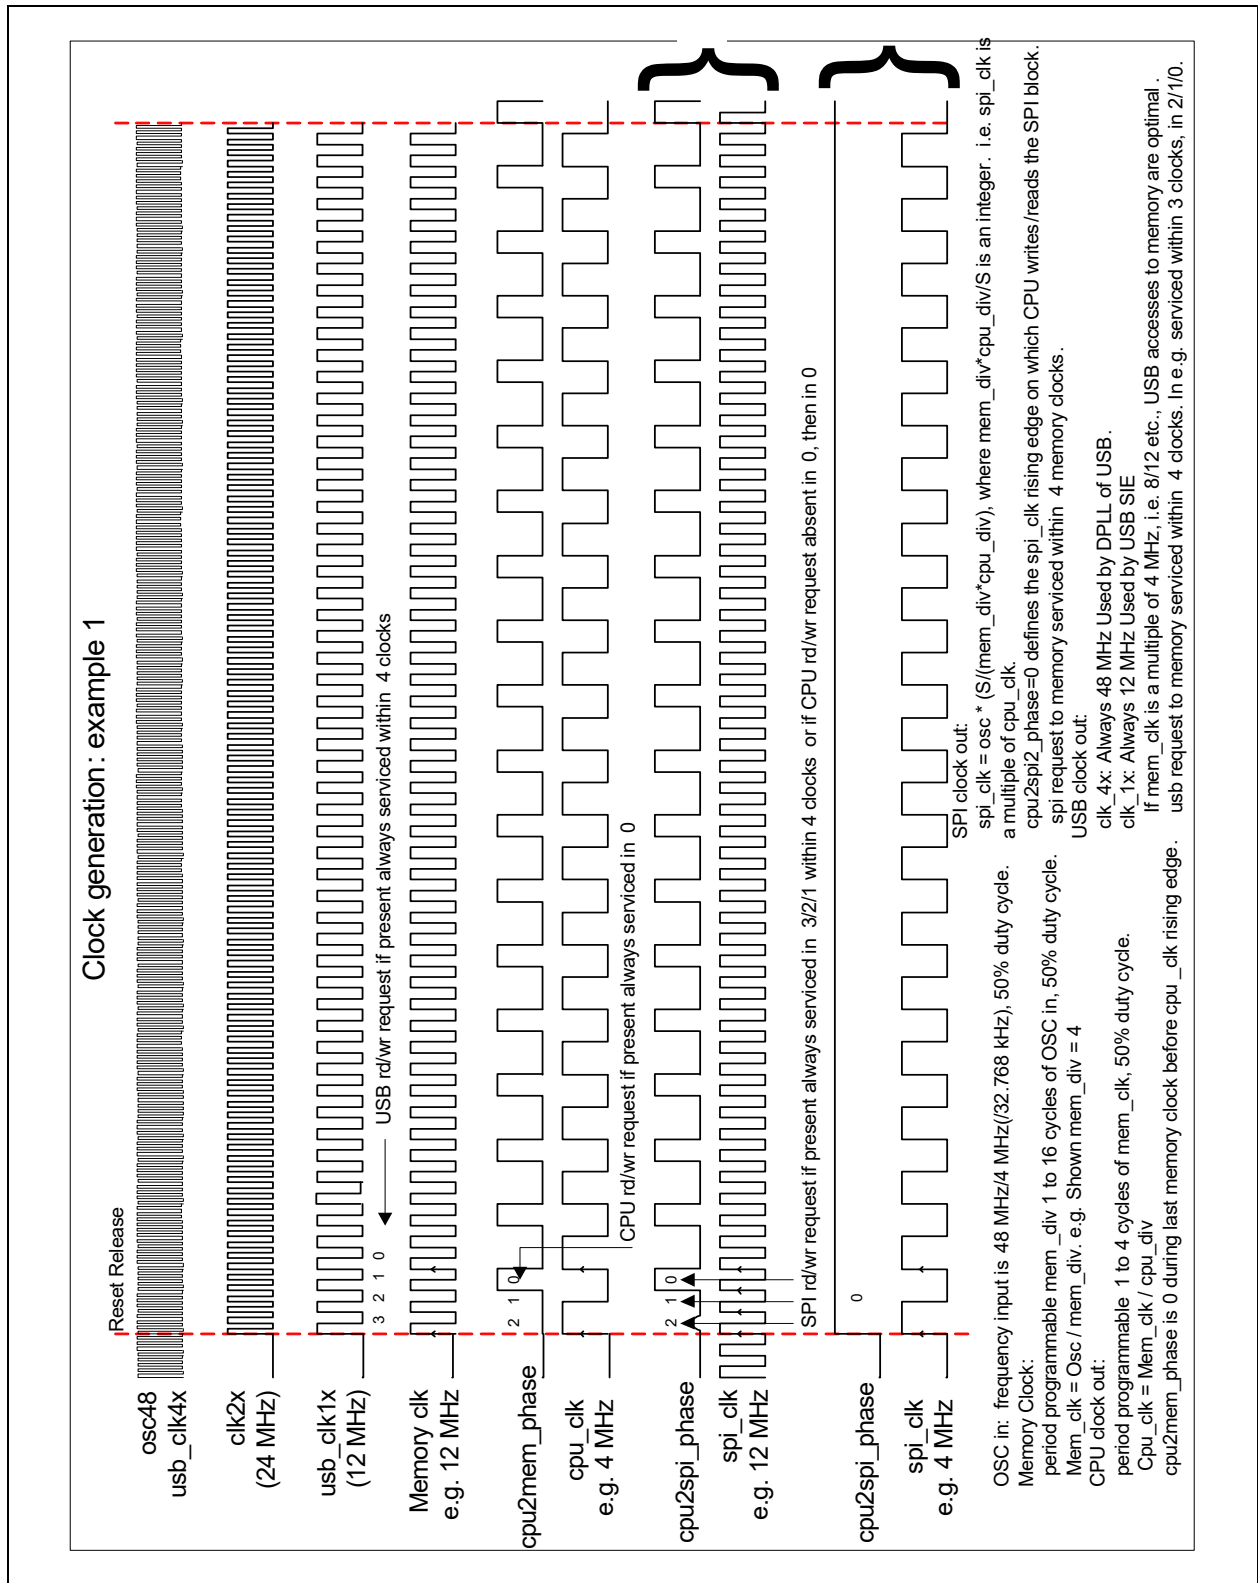 Clock generation: example 1
Reset Release
osc48
usb_clk4x
clk2x
(24 MHz)
usb_clk1x
(12 MHz)
3 2 1 0
USB rd/wr request if present always serviced within 4 clocks
Memory clk
e.g. 12 MHz
cpu2mem_phase
2 1 0
cpu_clk
e.g. 4 MHz
CPU rd/wr request if present always serviced in 0
cpu2spi_phase
2 1 0
spi_clk
e.g. 12 MHz
SPI rd/wr request if present always serviced in 3/2/1 within 4 clocks or if CPU rd/wr request absent in 0, then in 0
cpu2spi_phase
0
spi_clk
e.g. 4 MHz
OSC in: frequency input is 48 MHz/4 MHz(/32.768 kHz), 50% duty cycle.
Memory Clock:
period programmable mem_div 1 to 16 cycles of OSC in, 50% duty cycle.
Mem_clk = Osc / mem_div. e.g. Shown mem_div = 4
CPU clock out:
period programmable 1 to 4 cycles of mem_clk, 50% duty cycle.
Cpu_clk = Mem_clk / cpu_div
cpu2mem_phase is 0 during last memory clock before cpu_clk rising edge.
SPI clock out:
spi_clk = osc * (S/(mem_div*cpu_div), where mem_div*cpu_div/S is an integer. i.e. spi_clk is
a multiple of cpu_clk.
cpu2spi2_phase=0 defines the spi_clk rising edge on which CPU writes/reads the SPI block.
spi request to memory serviced within 4 memory clocks.
USB clock out:
clk_4x: Always 48 MHz Used by DPLL of USB.
clk_1x: Always 12 MHz Used by USB SIE
If mem_clk is a multiple of 4 MHz, i.e. 8/12 etc., USB accesses to memory are optimal.
usb request to memory serviced within 4 clocks. In e.g. serviced within 3 clocks, in 2/1/0.